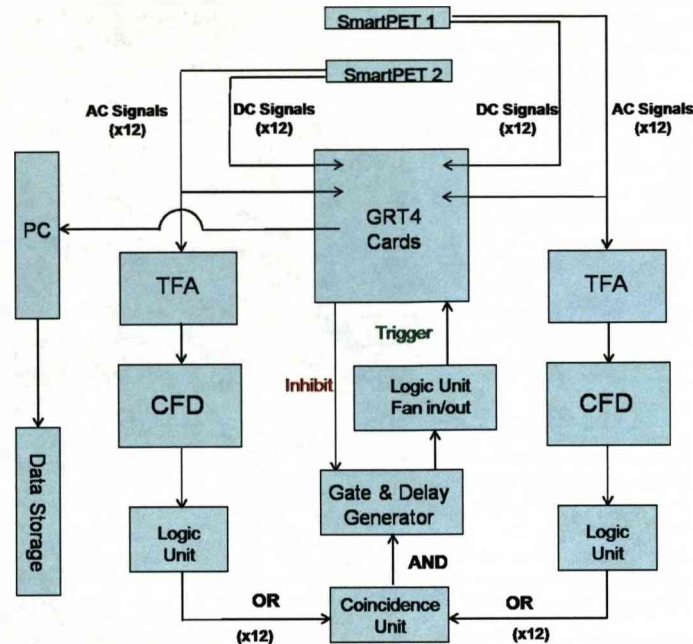 SmartPET 1
SmartPET 2
AC Signals
(x12)
DC Signals
(x12)
DC Signals
(x12)
AC Signals
(x12)
PC
GRT4
Cards
TFA
TFA
Trigger
Inhibit
Logic Unit
Fan in/out
CFD
CFD
Data Storage
Gate & Delay
Generator
Logic
Unit
Logic
Unit
AND
OR
(x12)
Coincidence
Unit
OR
(x12)